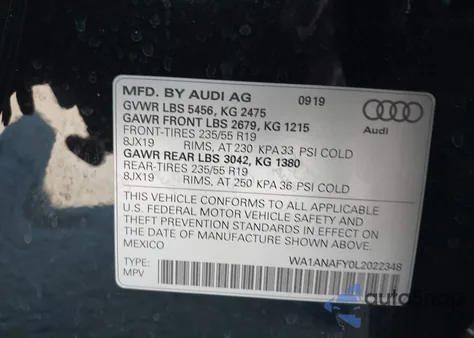 MFD. BY AUDI AG 09 19
GVWR LBS 5456, KG 2475
GAWR FRONT LBS 2679, KG 1215
FRONT-TIRES 235/55 R19
8JX19 RIMS, AT 230 KPA 33 PSI COLD
GAWR REAR LBS 3042, KG 1380
REAR-TIRES 235/55 R19
8JX19 RIMS, AT 250 KPA 36 PSI COLD
Audi
THIS VEHICLE CONFORMS TO ALL APPLICABLE
U.S. FEDERAL MOTOR VEHICLE SAFETY AND
THEFT PREVENTION STANDARDS IN EFFECT ON THE
DATE OF MANUFACTURE SHOWN ABOVE.
MEXICO
TYPE: WA1ANAFY0L2022348
MPV